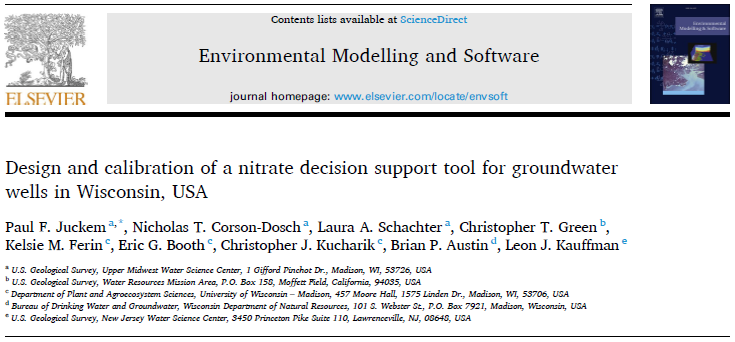 Contents lists available at ScienceDirect
Environmental Modelling and Software
journal homepage: www.elsevier.com/locate/envsoft
ELSEVIER
Environmental
Modelling & Software
Design and calibration of a nitrate decision support tool for groundwater
wells in Wisconsin, USA
Paul F. Juckem a,*, Nicholas T. Corson-Dosch a, Laura A. Schachter a, Christopher T. Green b,
Kelsie M. Ferin c, Eric G. Booth c, Christopher J. Kucharik c, Brian P. Austin d, Leon J. Kauffman e
a U.S. Geological Survey, Upper Midwest Water Science Center, 1 Gifford Pinchot Dr., Madison, WI, 53726, USA
b U.S. Geological Survey, Water Resources Mission Area, P.O. Box 158, Moffett Field, California, 94035, USA
c Department of Plant and Agroecosystem Sciences, University of Wisconsin – Madison, 457 Moore Hall, 1575 Linden Dr., Madison, WI, 53706, USA
d Bureau of Drinking Water and Groundwater, Wisconsin Department of Natural Resources, 101 S. Webster St., P.O. Box 7921, Madison, Wisconsin, USA
e U.S. Geological Survey, New Jersey Water Science Center, 3450 Princeton Pike Suite 110, Lawrenceville, NJ, 08648, USA